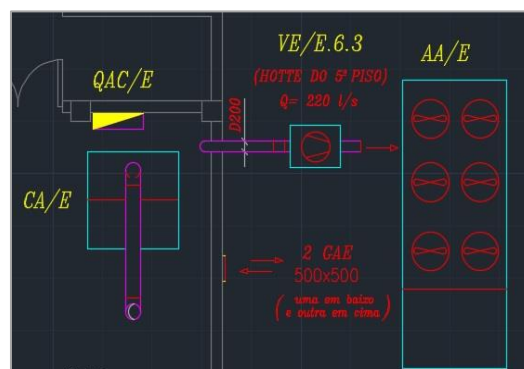 VE/E.6.3
AA/E
QAC/E
(HOTTE DO 5º PISO)
Q= 220 l/s
D200
CA/E
2 GAE
500x500
(uma em baixo
e outra em cima)